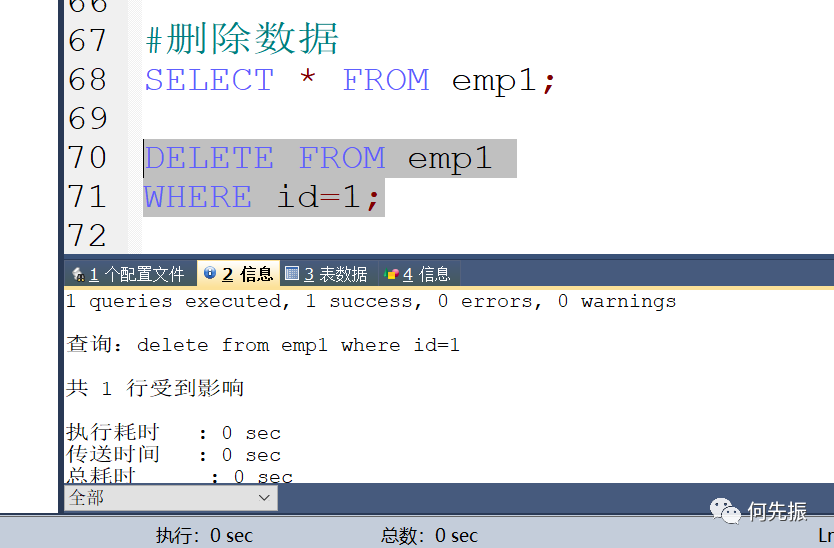 66
67 #删除数据
68 SELECT * FROM emp1;
69
70 DELETE FROM emp1
71 WHERE id=1;
72
1 个配置文件 2 信息 3 表数据 4 信息
1 queries executed, 1 success, 0 errors, 0 warnings
查询：delete from emp1 where id=1
共 1 行受到影响
执行耗时 : 0 sec
传送时间 : 0 sec
总耗时 : 0 sec
全部
何先振
执行： 0 sec 总数： 0 sec Ln